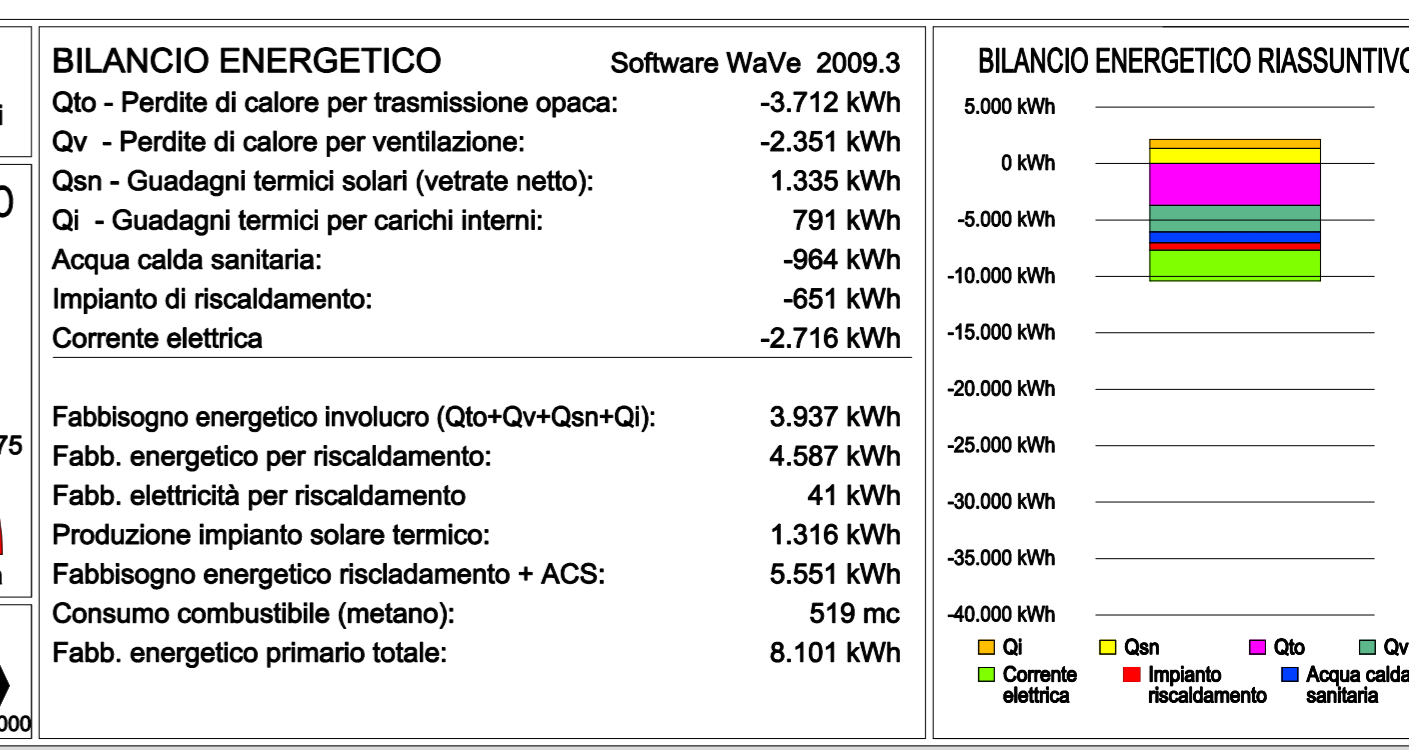 i
0
75
a
000
BILANCIO ENERGETICO Software WaVe 2009.3
Qto - Perdite di calore per trasmissione opaca: -3.712 kWh
Qv - Perdite di calore per ventilazione: -2.351 kWh
Qsn - Guadagni termici solari (vetrate netto): 1.335 kWh
Qi - Guadagni termici per carichi interni: 791 kWh
Acqua calda sanitaria: -964 kWh
Impianto di riscaldamento: -651 kWh
Corrente elettrica -2.716 kWh
Fabbisogno energetico involucro (Qto+Qv+Qsn+Qi): 3.937 kWh
Fabb. energetico per riscaldamento: 4.587 kWh
Fabb. elettricità per riscaldamento 41 kWh
Produzione impianto solare termico: 1.316 kWh
Fabbisogno energetico riscladamento + ACS: 5.551 kWh
Consumo combustibile (metano): 519 mc
Fabb. energetico primario totale: 8.101 kWh
BILANCIO ENERGETICO RIASSUNTIVO
5.000 kWh
0 kWh
-5.000 kWh
-10.000 kWh
-15.000 kWh
-20.000 kWh
-25.000 kWh
-30.000 kWh
-35.000 kWh
-40.000 kWh
Qi Qsn Qto Qv
Corrente elettrica
Impianto riscaldamento
Acqua calda sanitaria